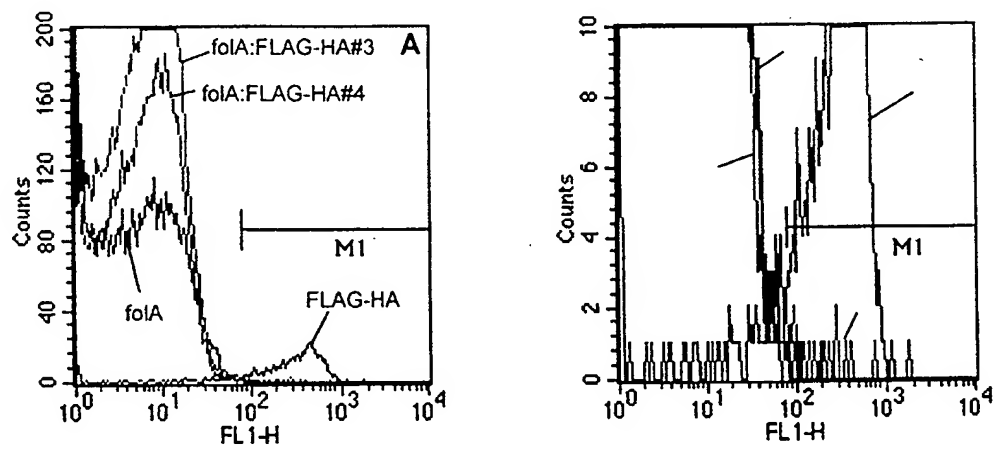 A
folA:FLAG-HA#3
folA:FLAG-HA#4
folA
FLAG-HA
M1
Counts
200
160
120
80
40
0
10^0 10^1 10^2 10^3 10^4
FL1-H
M1
Counts
10
8
6
4
2
0
10^0 10^1 10^2 10^3 10^4
FL1-H